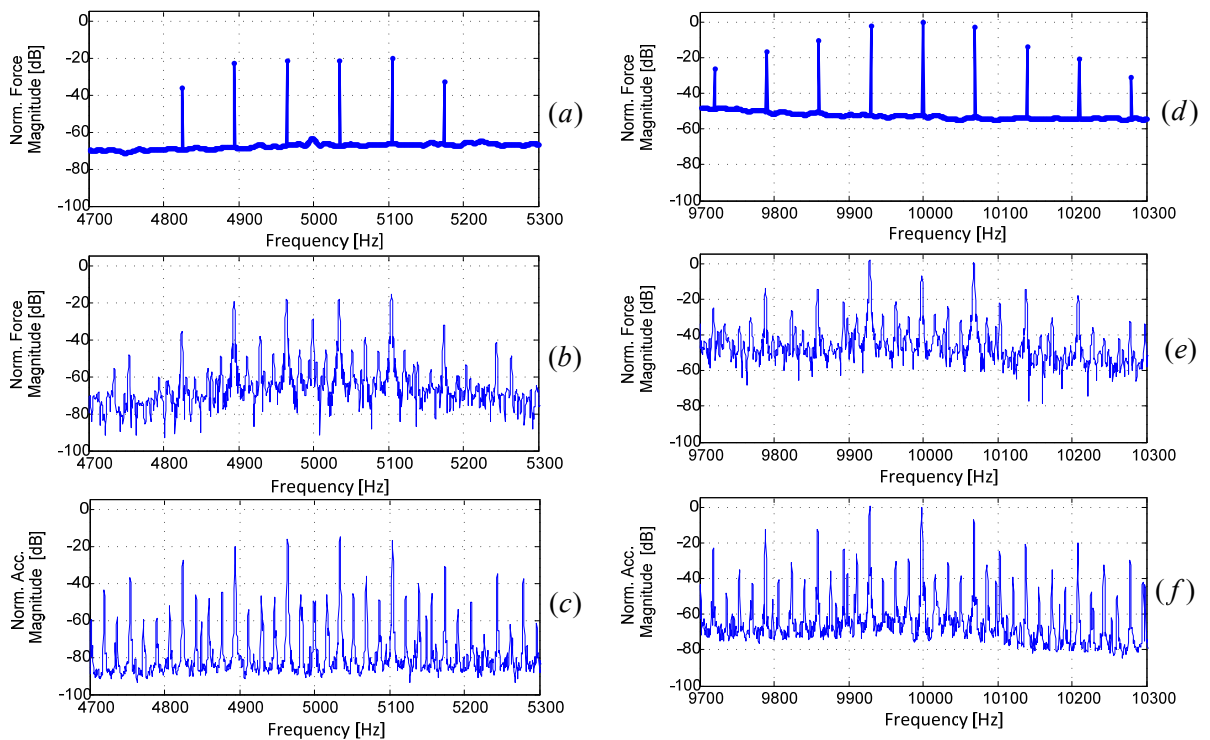 0
-20
-40
-60
-80
-100
Norm. Force
Magnitude [dB]
4700 4800 4900 5000 5100 5200 5300
Frequency [Hz]
(a)
0
-20
-40
-60
-80
-100
Norm. Force
Magnitude [dB]
9700 9800 9900 10000 10100 10200 10300
Frequency [Hz]
(d)
0
-20
-40
-60
-80
-100
Norm. Force
Magnitude [dB]
4700 4800 4900 5000 5100 5200 5300
Frequency [Hz]
(b)
0
-20
-40
-60
-80
-100
Norm. Force
Magnitude [dB]
9700 9800 9900 10000 10100 10200 10300
Frequency [Hz]
(e)
0
-20
-40
-60
-80
-100
Norm. Acc.
Magnitude [dB]
4700 4800 4900 5000 5100 5200 5300
Frequency [Hz]
(c)
0
-20
-40
-60
-80
-100
Norm. Acc.
Magnitude [dB]
9700 9800 9900 10000 10100 10200 10300
Frequency [Hz]
(f)